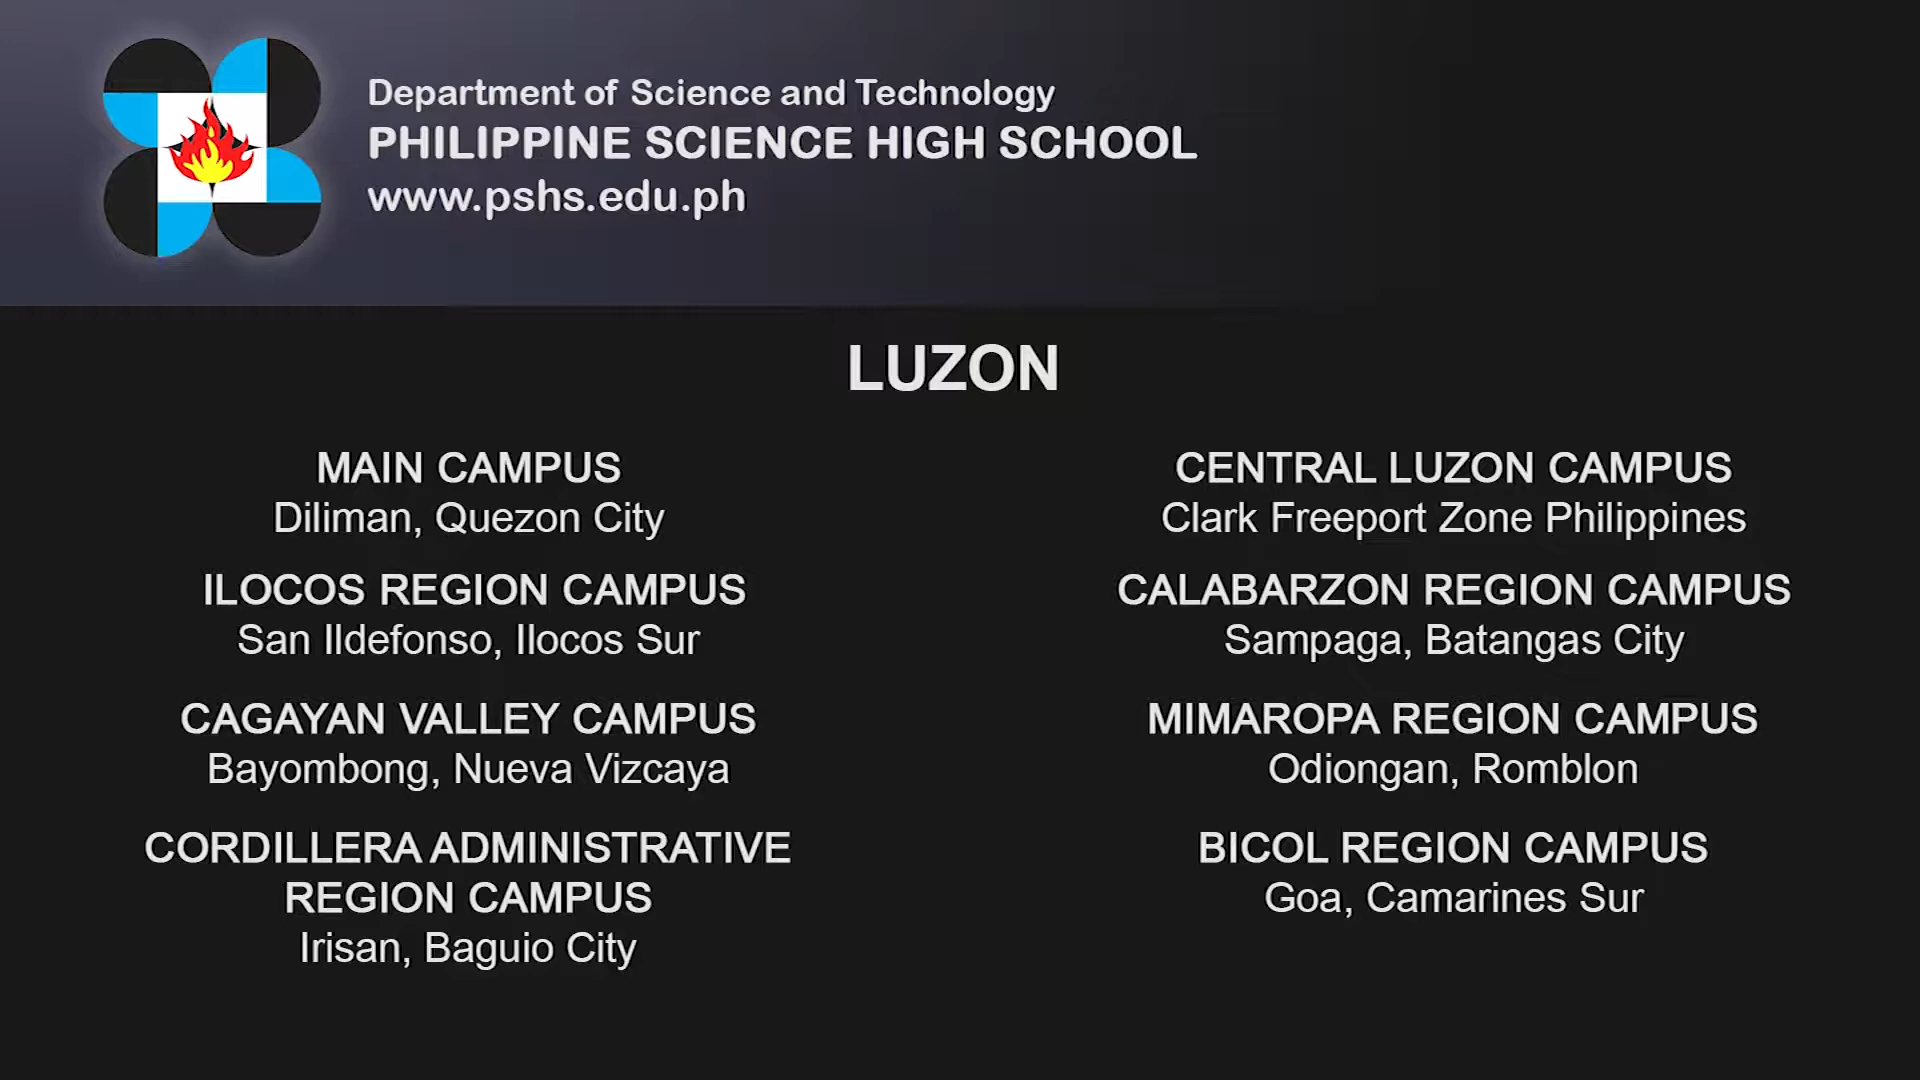 Department of Science and Technology
PHILIPPINE SCIENCE HIGH SCHOOL
www.pshs.edu.ph
LUZON
MAIN CAMPUS
Diliman, Quezon City
ILOCOS REGION CAMPUS
San Ildefonso, Ilocos Sur
CAGAYAN VALLEY CAMPUS
Bayombong, Nueva Vizcaya
CORDILLERA ADMINISTRATIVE
REGION CAMPUS
Irisan, Baguio City
CENTRAL LUZON CAMPUS
Clark Freeport Zone Philippines
CALABARZON REGION CAMPUS
Sampaga, Batangas City
MIMAROPA REGION CAMPUS
Odiongan, Romblon
BICOL REGION CAMPUS
Goa, Camarines Sur